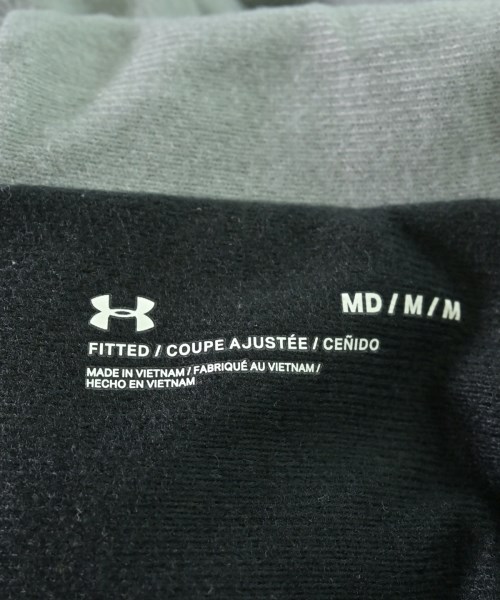 MD / M / M
FITTED / COUPE AJUSTÉE / CEÑIDO
MADE IN VIETNAM / FABRIQUÉ AU VIETNAM /
HECHO EN VIETNAM